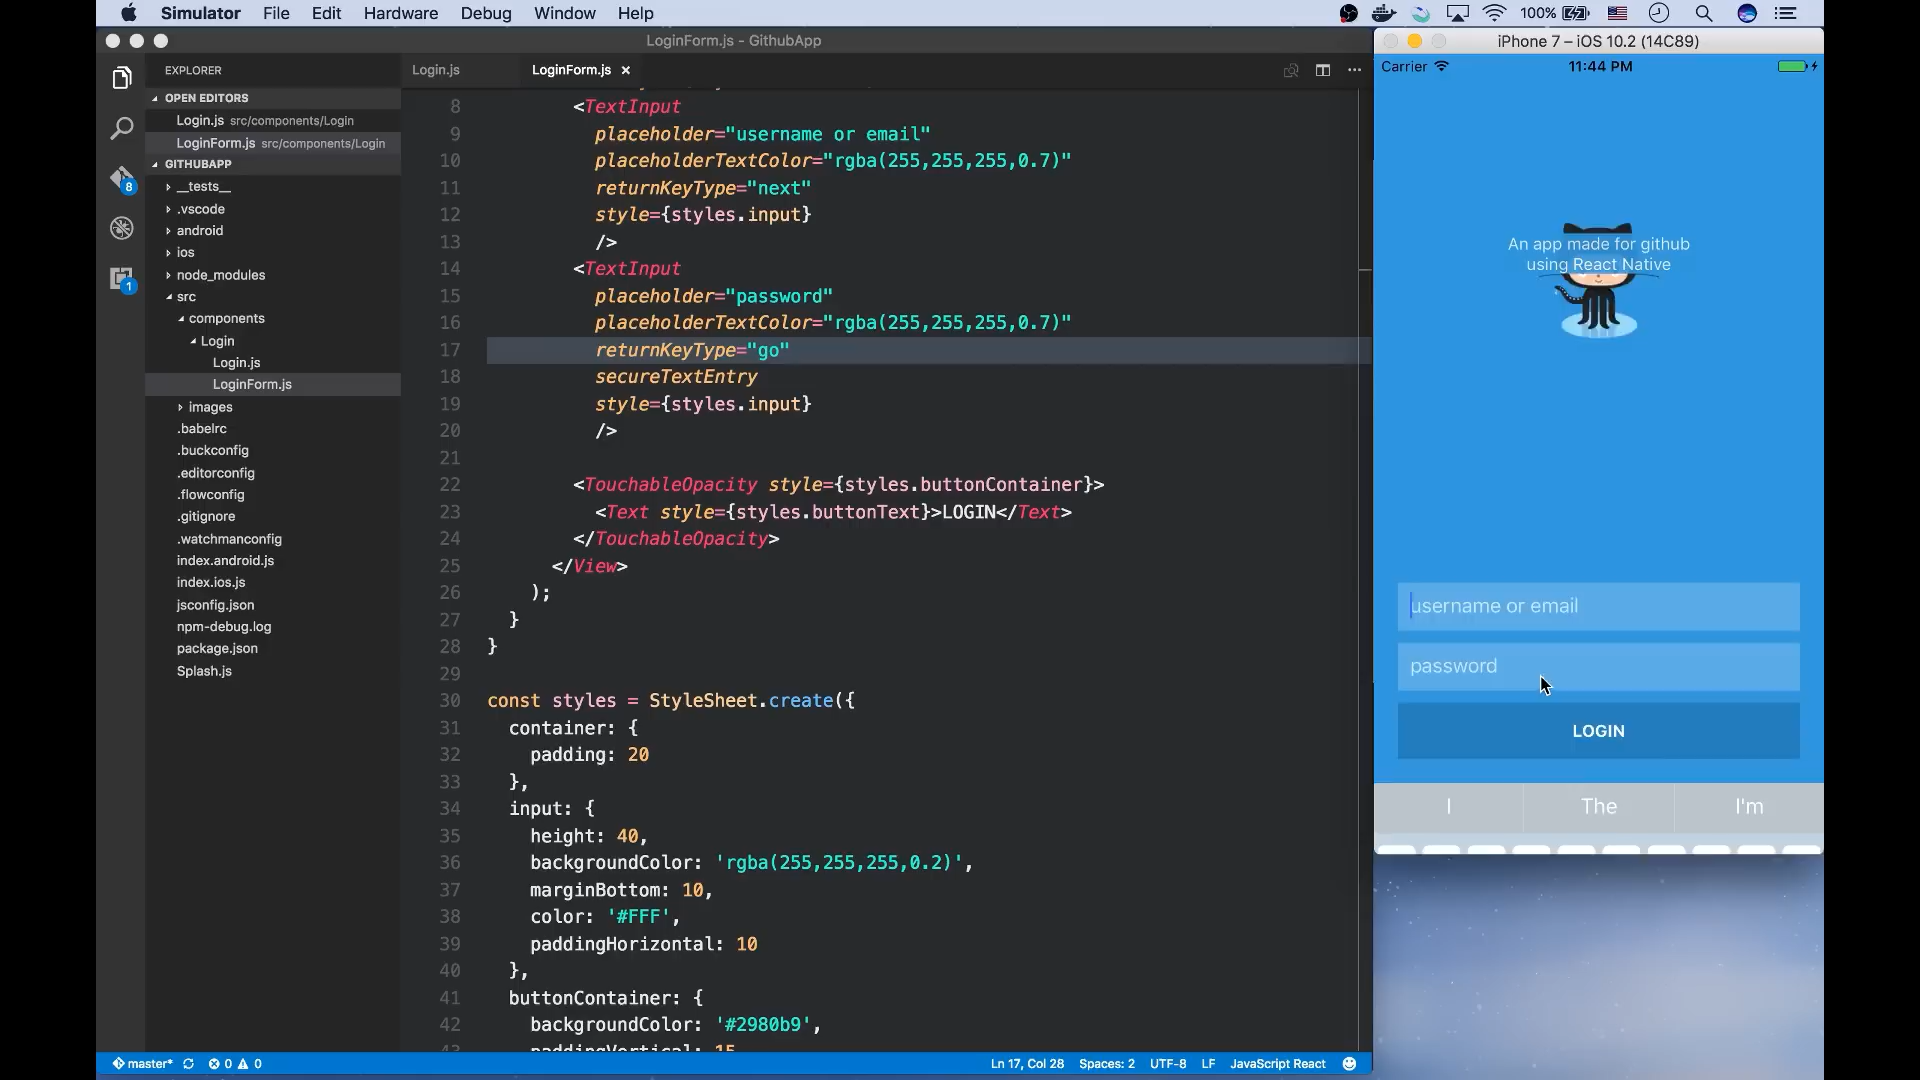 Simulator File Edit Hardware Debug Window Help 100%
LoginForm.js - GithubApp
EXPLORER
OPEN EDITORS
Login.js src/components/Login
LoginForm.js src/components/Login
GITHUBAPP
__tests__
.vscode
android
ios
node_modules
src
components
Login
Login.js
LoginForm.js
images
.babelrc
.buckconfig
.editorconfig
.flowconfig
.gitignore
.watchmanconfig
index.android.js
index.ios.js
jsconfig.json
npm-debug.log
package.json
Splash.js
8
1
Login.js LoginForm.js
8 <TextInput
9 placeholder="username or email"
10 placeholderTextColor="rgba(255,255,255,0.7)"
11 returnKeyType="next"
12 style={styles.input}
13 />
14 <TextInput
15 placeholder="password"
16 placeholderTextColor="rgba(255,255,255,0.7)"
17 returnKeyType="go"
18 secureTextEntry
19 style={styles.input}
20 />
21
22 <TouchableOpacity style={styles.buttonContainer}>
23 <Text style={styles.buttonText}>LOGIN</Text>
24 </TouchableOpacity>
25 </View>
26 );
27 }
28 }
29
30 const styles = StyleSheet.create({
31 container: {
32 padding: 20
33 },
34 input: {
35 height: 40,
36 backgroundColor: 'rgba(255,255,255,0.2)',
37 marginBottom: 10,
38 color: '#FFF',
39 paddingHorizontal: 10
40 },
41 buttonContainer: {
42 backgroundColor: '#2980b9',
43 paddingVertical: 15
master* 0 0 Ln 17, Col 28 Spaces: 2 UTF-8 LF JavaScript React
iPhone 7 – iOS 10.2 (14C89)
Carrier 11:44 PM
An app made for github
using React Native
username or email
password
LOGIN
I The I'm